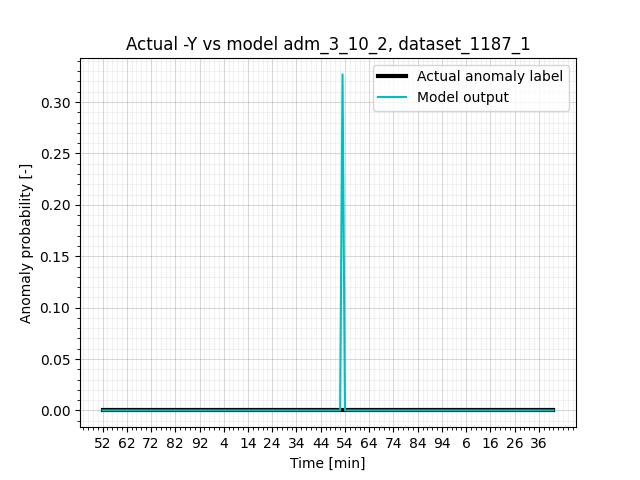 Actual -Y vs model adm_3_10_2, dataset_1187_1
Actual anomaly label
Model output
Anomaly probability [-]
0.30
0.25
0.20
0.15
0.10
0.05
0.00
52 62 72 82 92 4 14 24 34 44 54 64 74 84 94 6 16 26 36
Time [min]